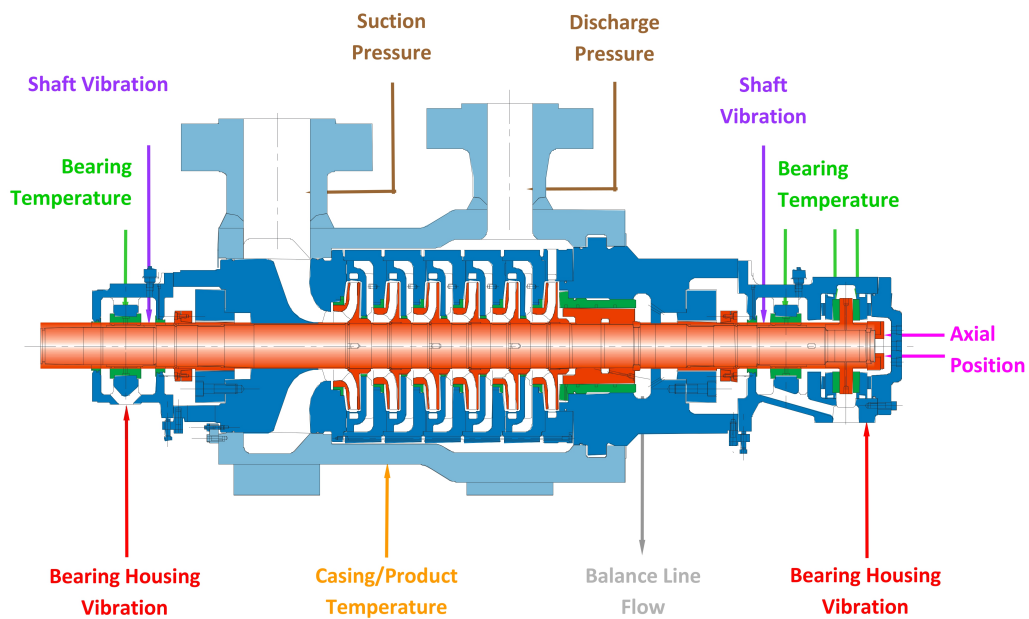 Suction
Pressure
Discharge
Pressure
Shaft Vibration
Shaft
Vibration
Bearing
Temperature
Bearing
Temperature
Axial
Position
Bearing Housing
Vibration
Casing/Product
Temperature
Balance Line
Flow
Bearing Housing
Vibration